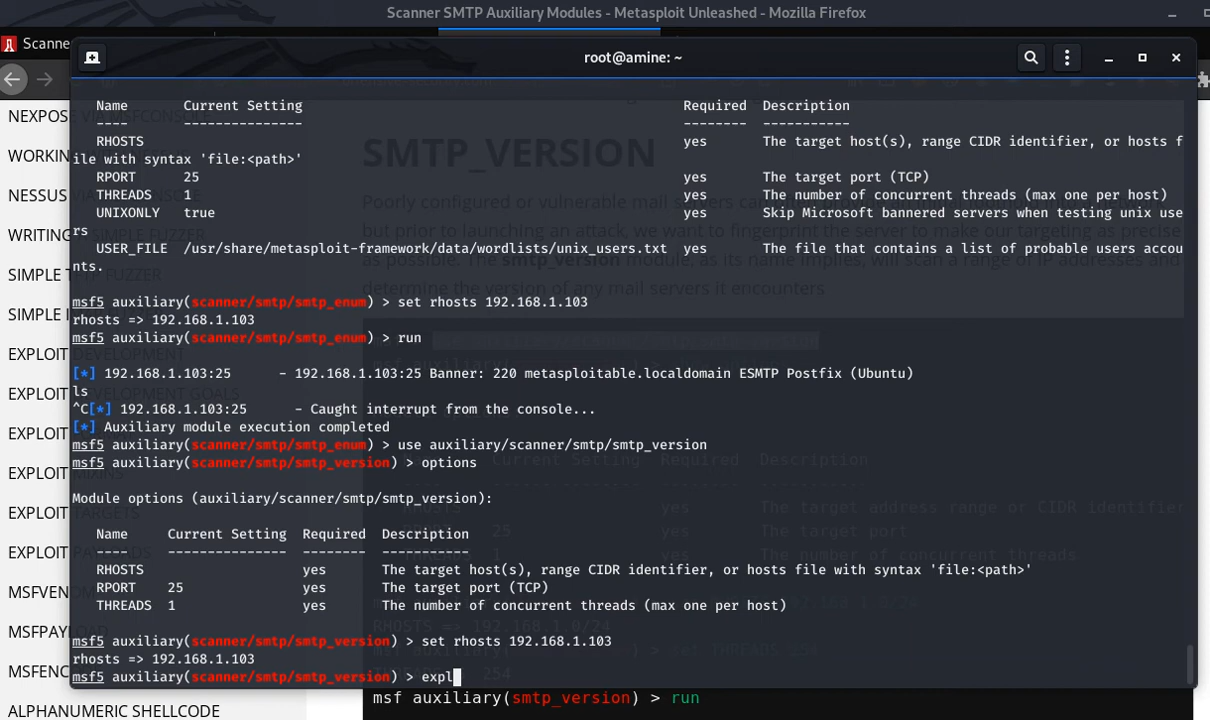 Scanner SMTP Auxiliary Modules - Metasploit Unleashed - Mozilla Firefox
Scanner
root@amine: ~
NEXPOSE VIA MSFCONSOLE
NESSUS VIA
EXPLOIT DEVELOPMENT
EXPLOIT
EXPLOIT TARGETS
EXPLOIT
MSFVENOM
MSFPAYLOAD
ALPHANUMERIC SHELLCODE
SMTP_VERSION
Name Current Setting Required Description
---- --------------- -------- -----------
RHOSTS yes The target host(s), range CIDR identifier, or hosts f
ile with syntax 'file:<path>'
RPORT 25 yes The target port (TCP)
THREADS 1 yes The number of concurrent threads (max one per host)
UNIXONLY true yes Skip Microsoft bannered servers when testing unix use
rs
USER_FILE /usr/share/metasploit-framework/data/wordlists/unix_users.txt yes The file that contains a list of probable users accou
nts.
msf5 auxiliary(scanner/smtp/smtp_enum) > set rhosts 192.168.1.103
rhosts => 192.168.1.103
msf5 auxiliary(scanner/smtp/smtp_enum) > run
[*] 192.168.1.103:25 - 192.168.1.103:25 Banner: 220 metasploitable.localdomain ESMTP Postfix (Ubuntu)
ls
^C[*] 192.168.1.103:25 - Caught interrupt from the console...
[*] Auxiliary module execution completed
msf5 auxiliary(scanner/smtp/smtp_enum) > use auxiliary/scanner/smtp/smtp_version
msf5 auxiliary(scanner/smtp/smtp_version) > options
Module options (auxiliary/scanner/smtp/smtp_version):
Name Current Setting Required Description
---- --------------- -------- -----------
RHOSTS yes The target host(s), range CIDR identifier, or hosts file with syntax 'file:<path>'
RPORT 25 yes The target port (TCP)
THREADS 1 yes The number of concurrent threads (max one per host)
msf5 auxiliary(scanner/smtp/smtp_version) > set rhosts 192.168.1.103
rhosts => 192.168.1.103
msf5 auxiliary(scanner/smtp/smtp_version) > expl
msf auxiliary(smtp_version) > run